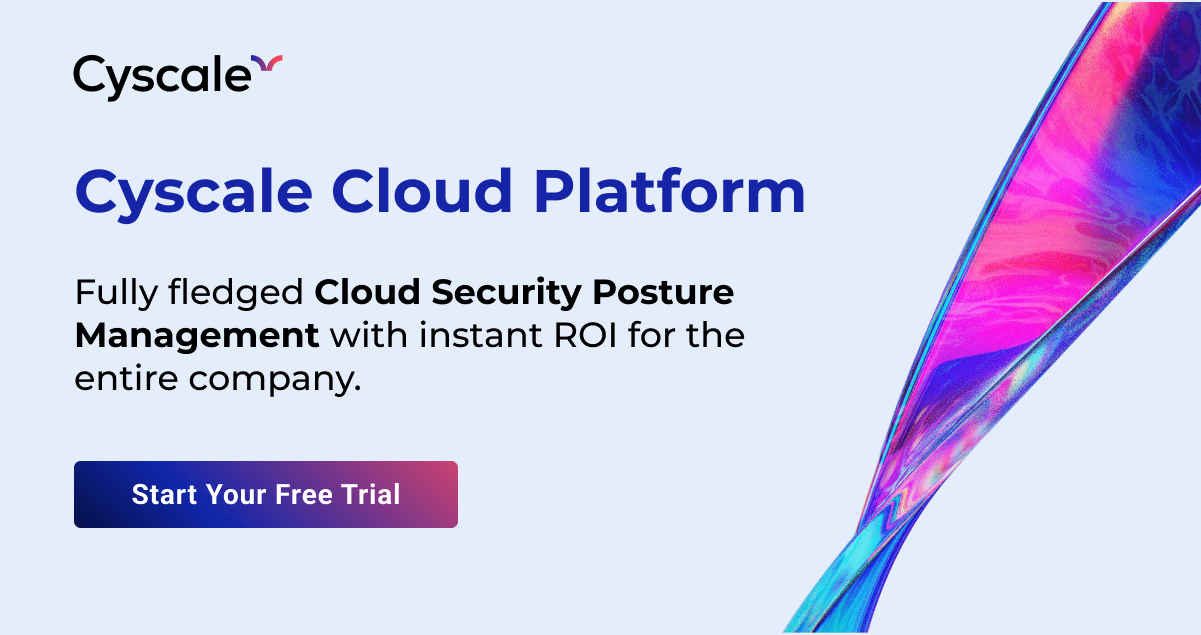 Cyscale
Cyscale Cloud Platform
Fully fledged Cloud Security Posture
Management with instant ROI for the
entire company.
Start Your Free Trial